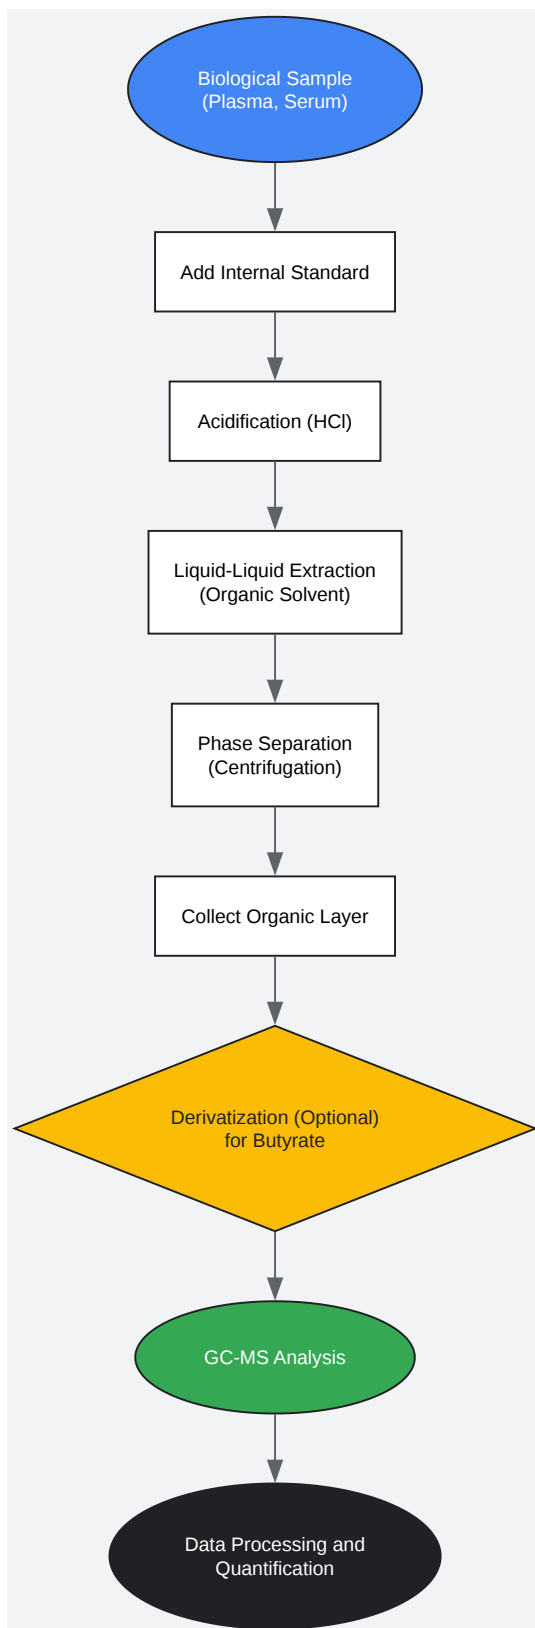 Biological Sample
(Plasma, Serum)
Add Internal Standard
Acidification (HCl)
Liquid-Liquid Extraction
(Organic Solvent)
Phase Separation
(Centrifugation)
Collect Organic Layer
Derivatization (Optional)
for Butyrate
GC-MS Analysis
Data Processing and
Quantification